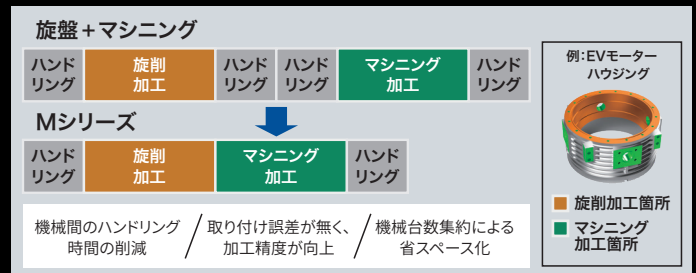 旋盤+マシニング
ハンド
リング
旋削
加工
ハンド
リング
ハンド
リング
マシニング
加工
ハンド
リング
Mシリーズ
ハンド
リング
旋削
加工
マシニング
加工
ハンド
リング
機械間のハンドリング
時間の削減
取り付け誤差が無く、
加工精度が向上
機械台数集約による
省スペース化
例:EVモーター
ハウジング
旋削加工箇所
マシニング
加工箇所